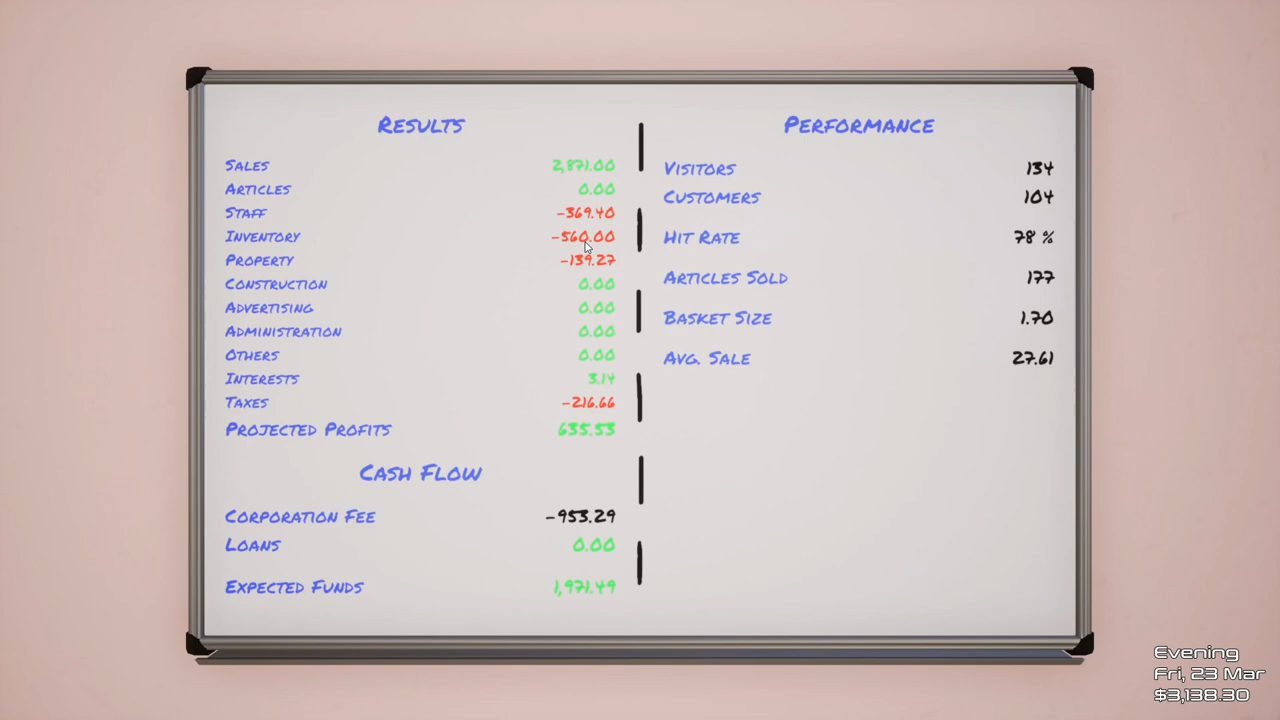 Results
Sales 2,871.00
Articles 0.00
Staff -369.40
Inventory -560.00
Property -139.27
Construction 0.00
Advertising 0.00
Administration 0.00
Others 0.00
Interests 3.14
Taxes -216.66
Projected Profits 635.53
Cash Flow
Corporation Fee -953.29
Loans 0.00
Expected Funds 1,971.49
Performance
Visitors 134
Customers 104
Hit Rate 78 %
Articles Sold 177
Basket Size 1.70
Avg. Sale 27.61
Evening
Fri, 23 Mar
$3,138.30